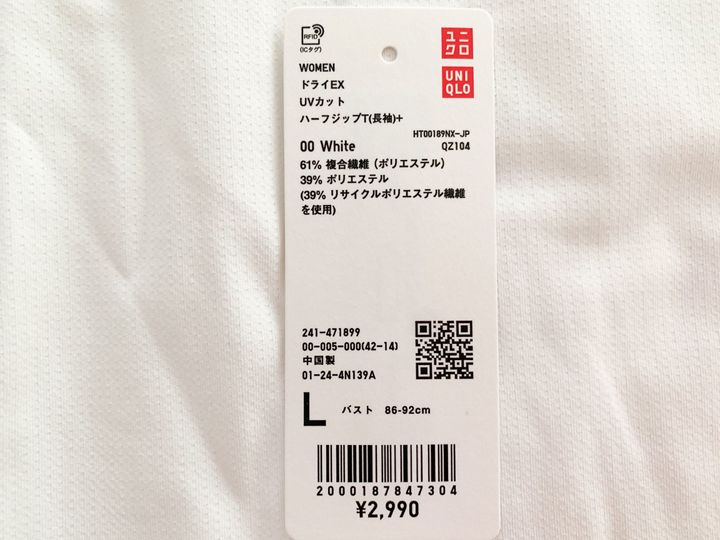 RFID
(ICタグ)
ユニ
クロ
UNI
QLO
WOMEN
ドライEX
UVカット
ハーフジップT(長袖)+
HT00189NX-JP
00 White
QZ104
61% 複合繊維 (ポリエステル)
39% ポリエステル
(39% リサイクルポリエステル繊維
を使用)
241-471899
00-005-000(42-14)
中国製
01-24-4N139A
L バスト 86-92cm
2000187847304
¥2,990